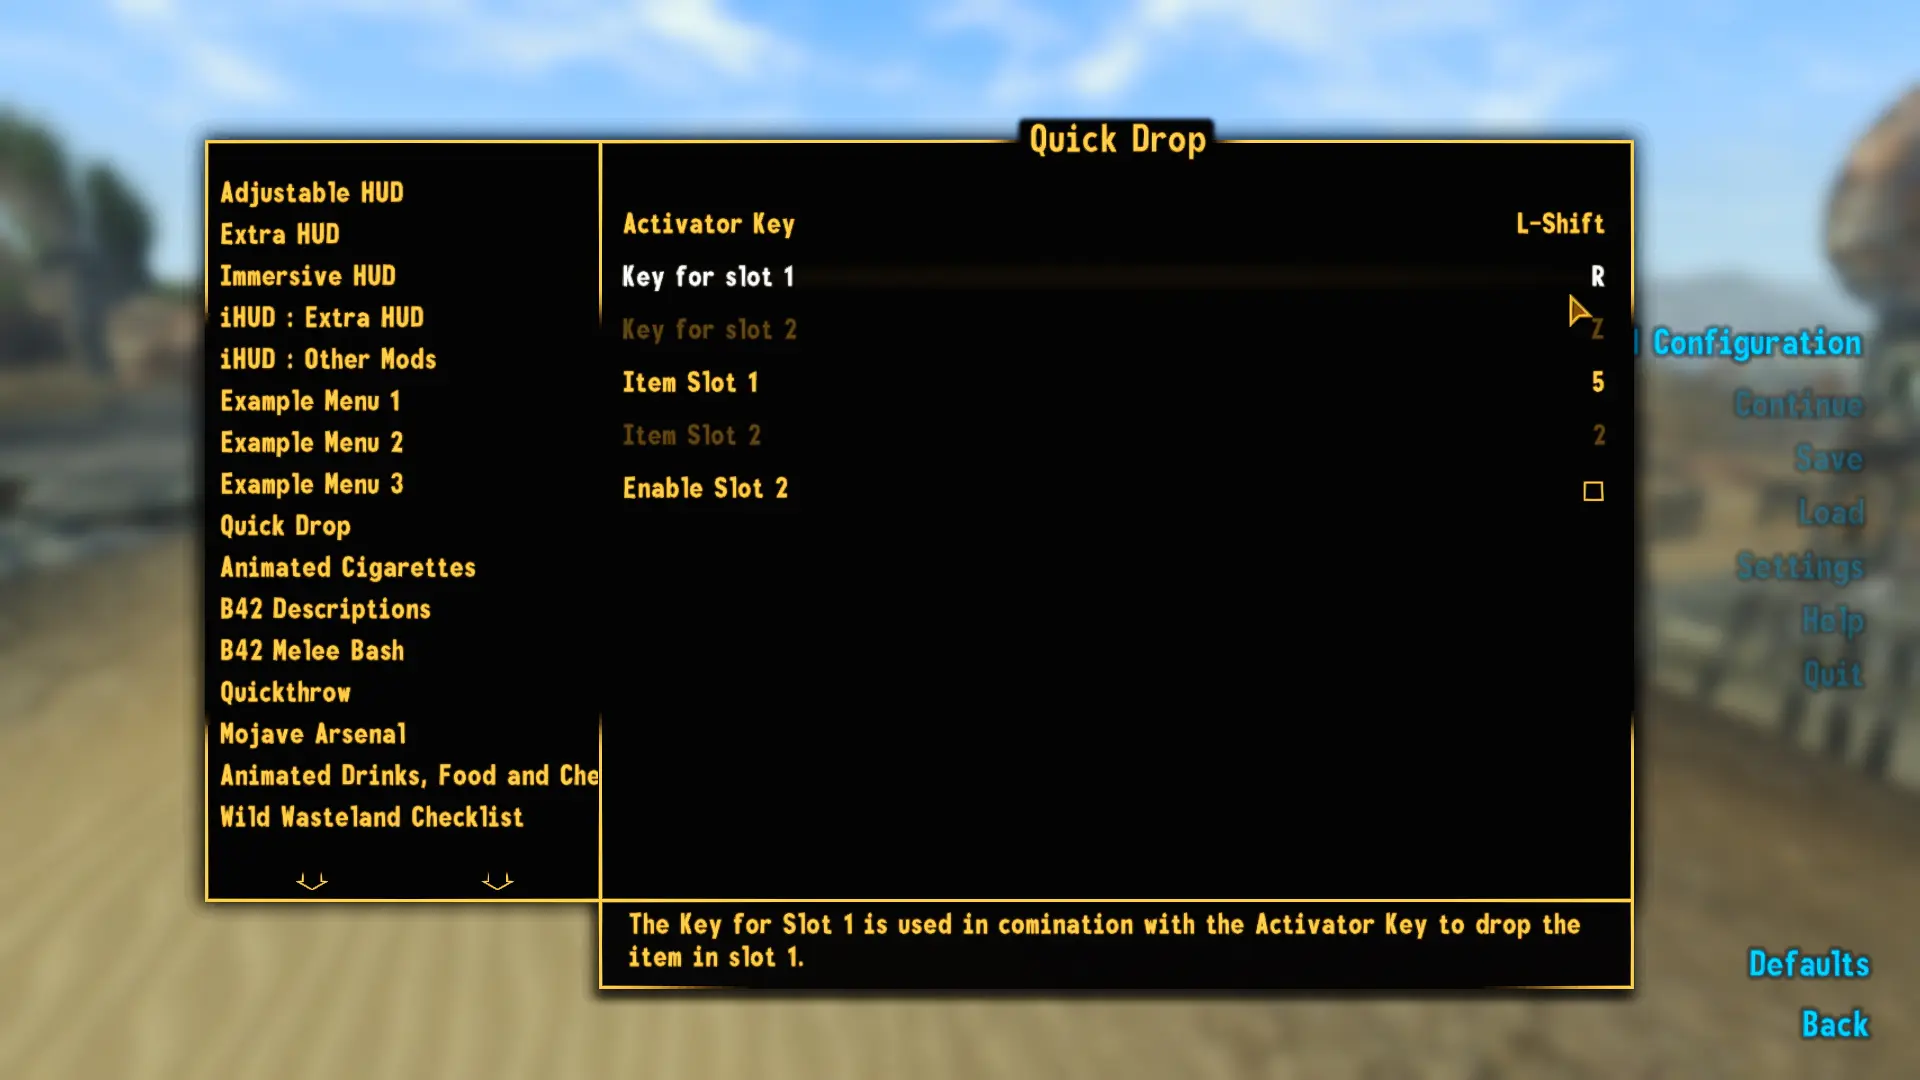 Quick Drop
Adjustable HUD
Extra HUD
Immersive HUD
iHUD : Extra HUD
iHUD : Other Mods
Example Menu 1
Example Menu 2
Example Menu 3
Quick Drop
Animated Cigarettes
B42 Descriptions
B42 Melee Bash
Quickthrow
Mojave Arsenal
Animated Drinks, Food and Che
Wild Wasteland Checklist
Activator Key L-Shift
Key for slot 1 R
Key for slot 2 Z
Item Slot 1 5
Item Slot 2 2
Enable Slot 2
The Key for Slot 1 is used in comination with the Activator Key to drop the
item in slot 1.
Configuration
Continue
Save
Load
Settings
Help
Quit
Defaults
Back